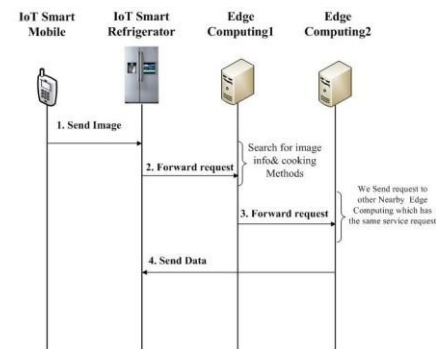 IoT Smart
Mobile
IoT Smart
Refrigerator
Edge
Computing1
Edge
Computing2
1. Send Image
2. Forward request
Search for image
info& cooking
Methods
3. Forward request
We Send request to
other Nearby Edge
Computing which has
the same service request
4. Send Data